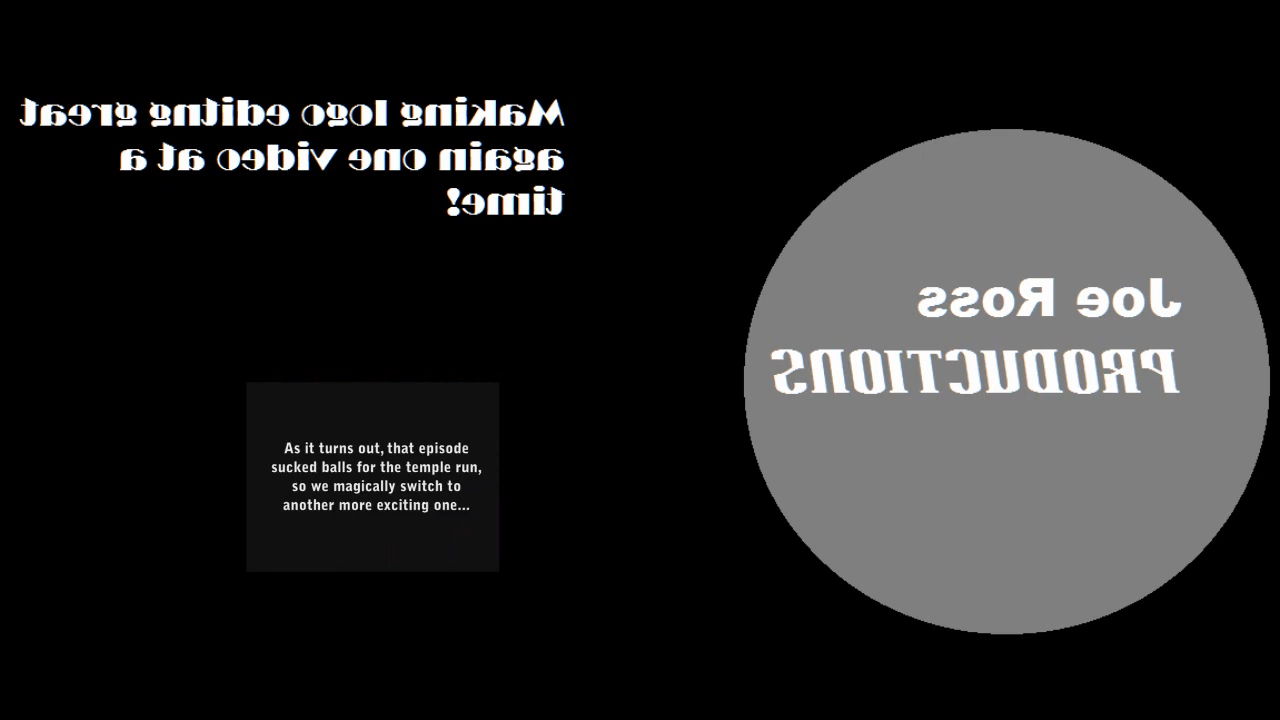 Making logo editng great
again one video at a
time!
Joe Ross
PRODUCTIONS
As it turns out, that episode
sucked balls for the temple run,
so we magically switch to
another more exciting one...